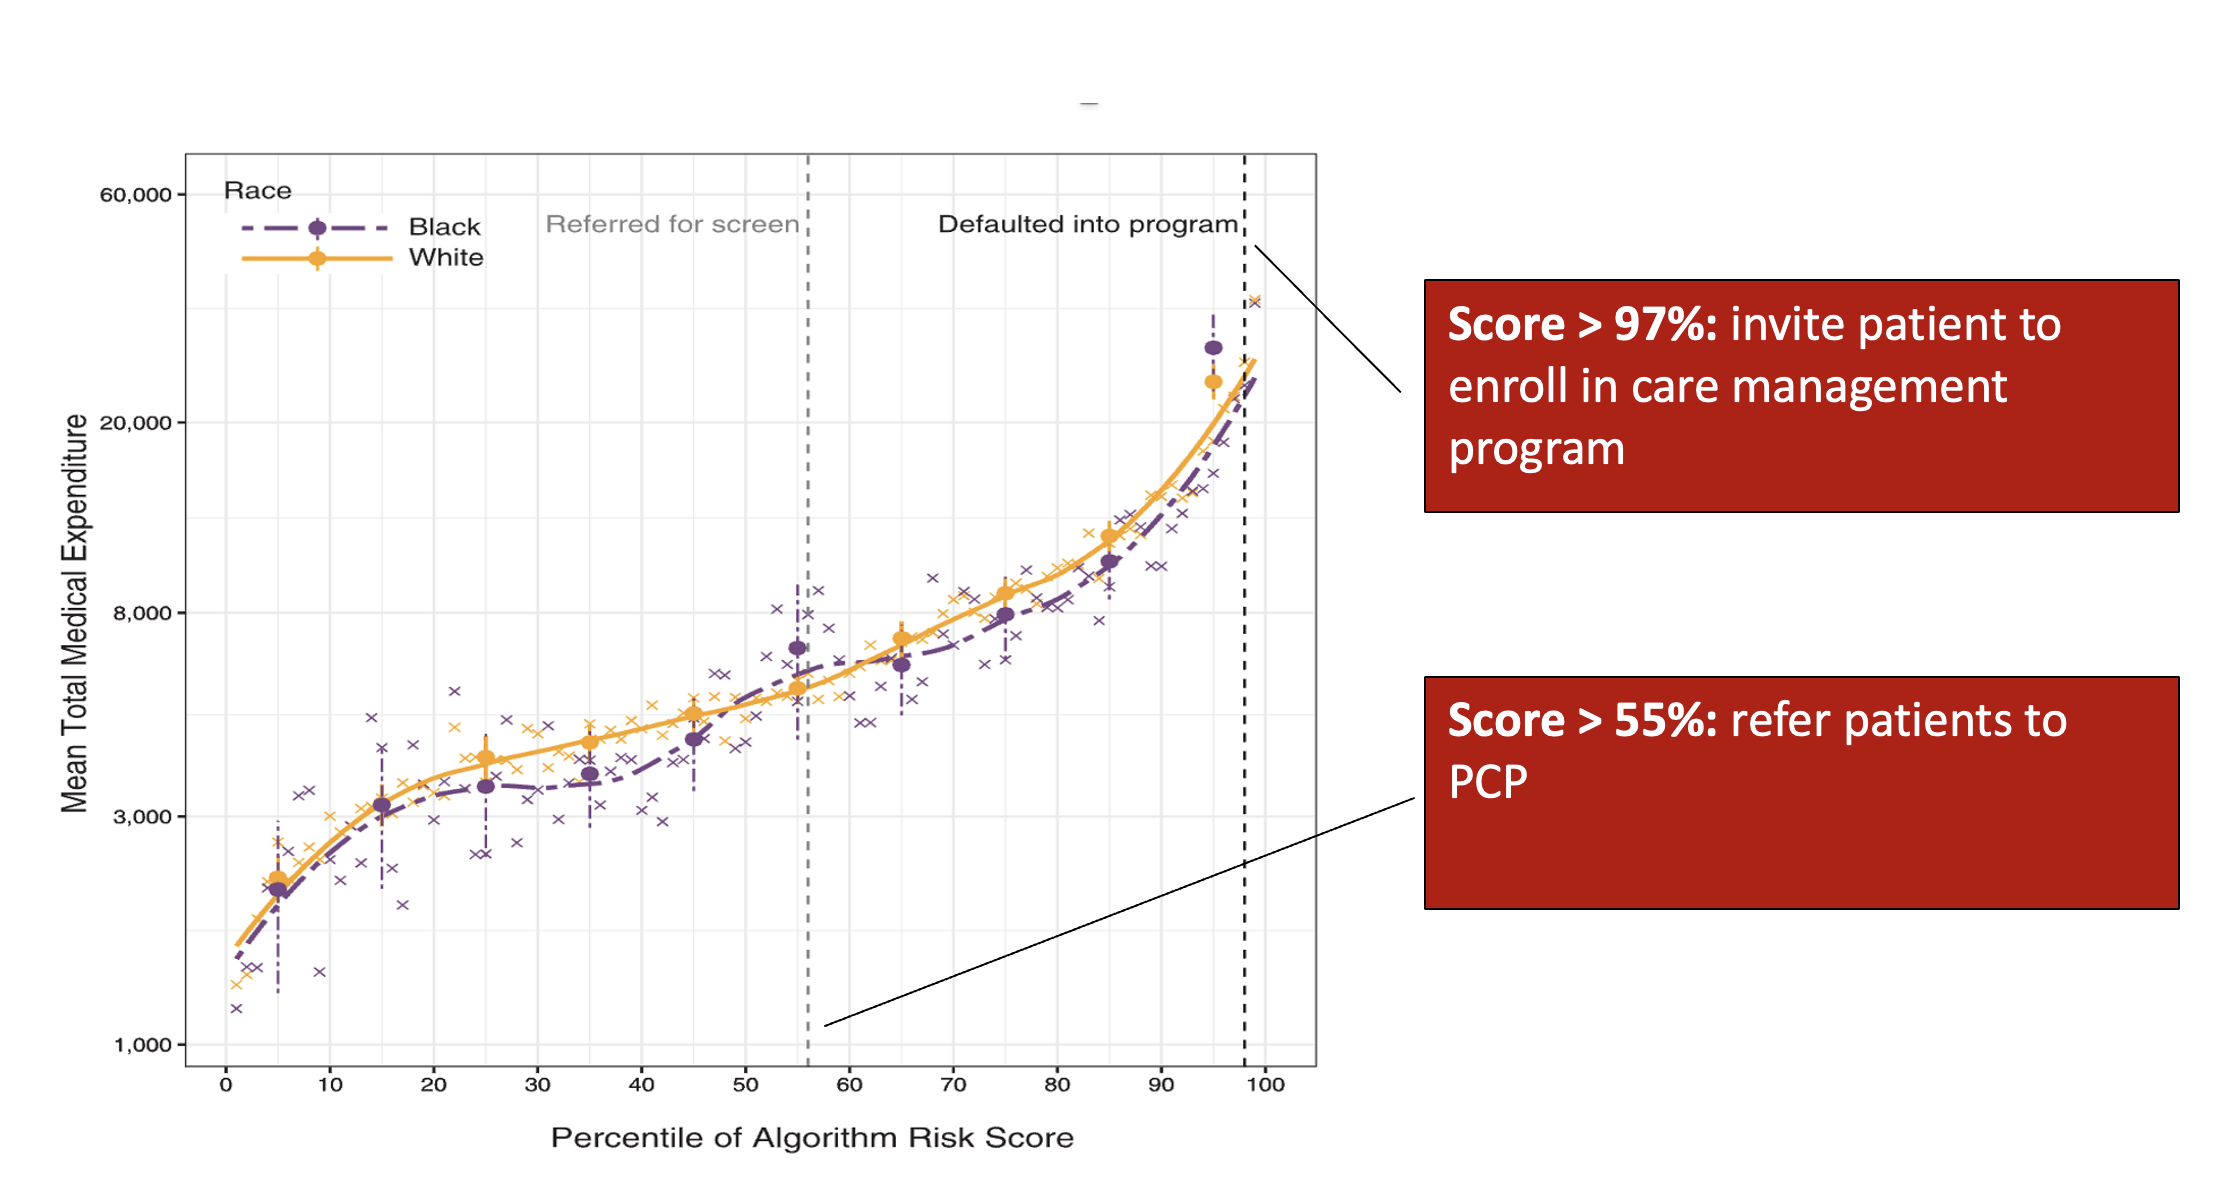 Race
Black
White
Referred for screen
Defaulted into program
60,000
20,000
8,000
3,000
1,000
Mean Total Medical Expenditure
0 10 20 30 40 50 60 70 80 90 100
Percentile of Algorithm Risk Score
Score > 97%: invite patient to
enroll in care management
program
Score > 55%: refer patients to
PCP